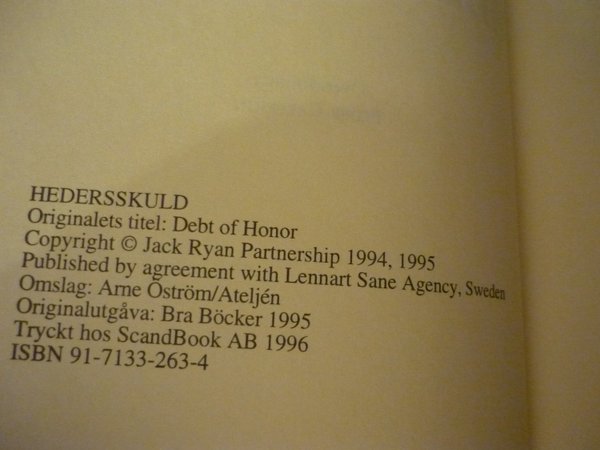 HEDERSSKULD
Originalets titel: Debt of Honor
Copyright © Jack Ryan Partnership 1994, 1995
Published by agreement with Lennart Sane Agency, Sweden
Omslag: Arne Öström/Ateljén
Originalutgåva: Bra Böcker 1995
Tryckt hos ScandBook AB 1996
ISBN 91-7133-263-4